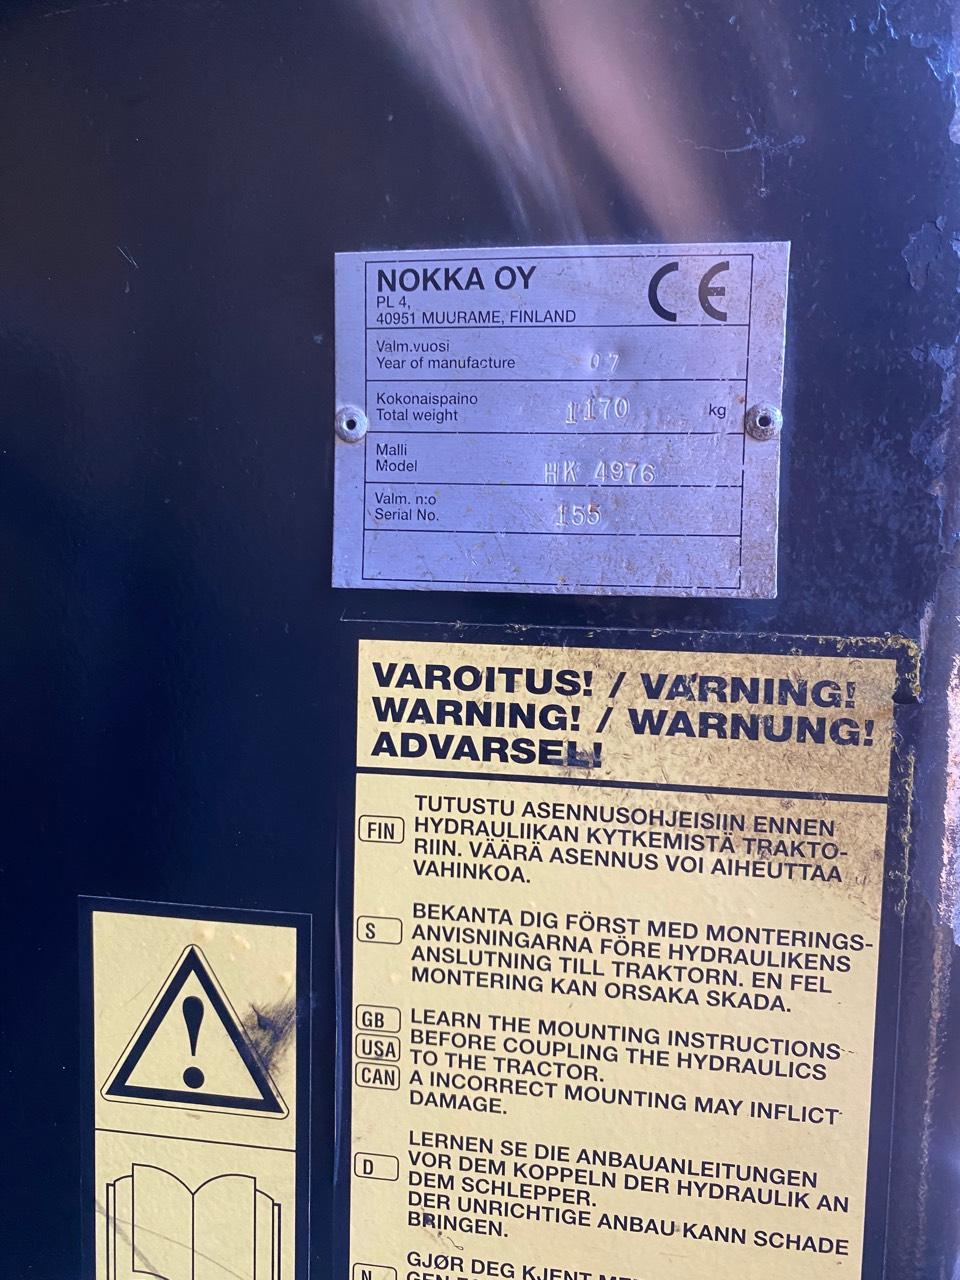 NOKKA OY
CE
PL 4,
40951 MUURAME, FINLAND
Valm.vuosi
Year of manufacture 07
Kokonaispaino
Total weight 1170 kg
Malli
Model HK 4976
Valm. n:o
Serial No. 155
VAROITUS! / VARNING!
WARNING! / WARNUNG!
ADVARSEL!
FIN
TUTUSTU ASENNUSOHJEISIIN ENNEN
HYDRAULIIKAN KYTKEMISTÄ TRAKTO-
RIIN. VÄÄRÄ ASENNUS VOI AIHEUTTAA
VAHINKOA.
S
BEKANTA DIG FÖRST MED MONTERINGS-
ANVISNINGARNA FÖRE HYDRAULIKENS
ANSLUTNING TILL TRAKTORN. EN FEL
MONTERING KAN ORSAKA SKADA.
GB
USA
CAN
LEARN THE MOUNTING INSTRUCTIONS
BEFORE COUPLING THE HYDRAULICS
TO THE TRACTOR.
A INCORRECT MOUNTING MAY INFLICT
DAMAGE.
D
LERNEN SE DIE ANBAUANLEITUNGEN
VOR DEM KOPPELN DER HYDRAULIK AN
DEM SCHLEPPER.
DER UNRICHTIGE ANBAU KANN SCHADE
BRINGEN.
N
GJØR DEG KJENT